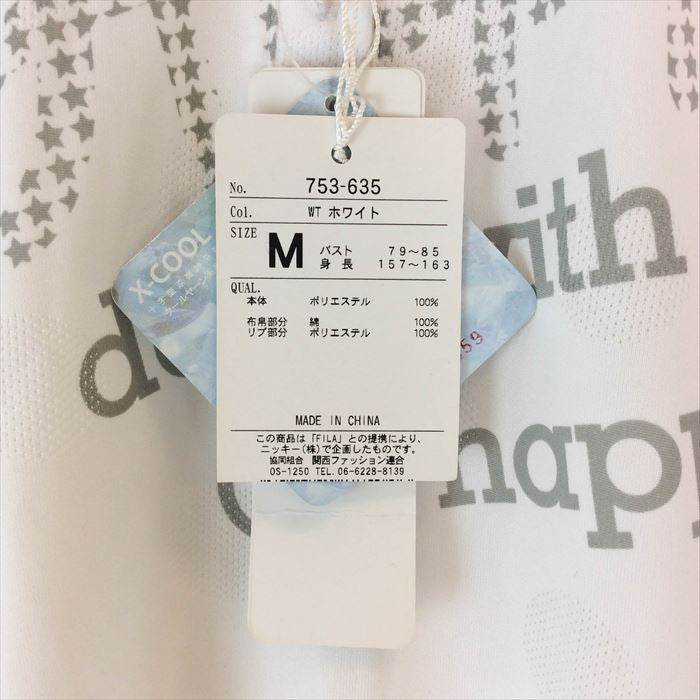 No. 753-635
Col. WT ホワイト
SIZE M バスト 79～85
身長 157～163
QUAL.
本体 ポリエステル 100%
布帛部分 綿 100%
リブ部分 ポリエステル 100%
MADE IN CHINA
この商品は「FILA」との提携により、
ニッキー(株)で企画したものです。
協同組合 関西ファッション連合
OS-1250 TEL.06-6228-8139
X-COOL
59
with
happ